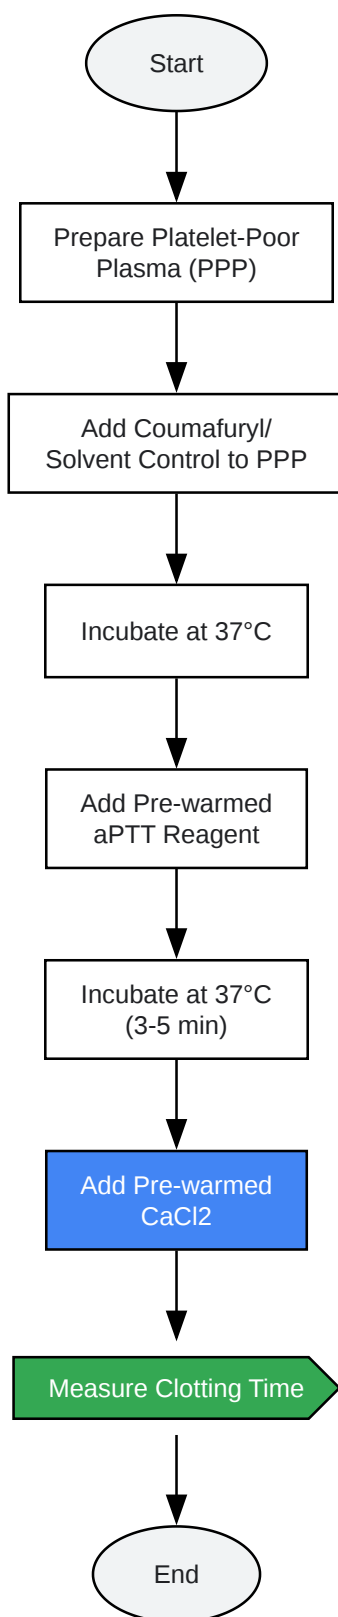 Start
Prepare Platelet-Poor
Plasma (PPP)
Add Coumafuryl/
Solvent Control to PPP
Incubate at 37°C
Add Pre-warmed
aPTT Reagent
Incubate at 37°C
(3-5 min)
Add Pre-warmed
CaCl2
Measure Clotting Time
End